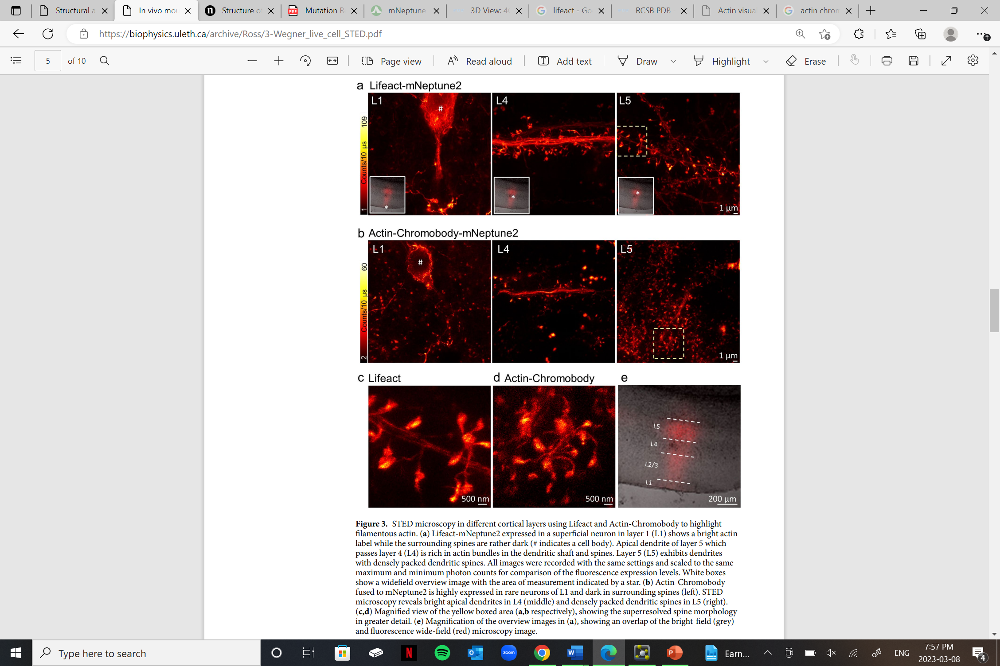 Structural a
In vivo mou
Structure o
Mutation R
mNeptune
3D View: 4
lifeact - Go
RCSB PDB
Actin visua
actin chrom
https://biophysics.uleth.ca/archive/Ross/3-Wegner_live_cell_STED.pdf
5 of 10
Page view
Read aloud
Add text
Draw
Highlight
Erase
a Lifeact-mNeptune2
L1 L4 L5
#
1 Counts/10 µs 109
* * *
1 µm
b Actin-Chromobody-mNeptune2
L1 L4 L5
#
2 Counts/10 µs 60
1 µm
c Lifeact
d Actin-Chromobody
e
L5
L4
L2/3
L1
500 nm
500 nm
200 µm
Figure 3. STED microscopy in different cortical layers using Lifeact and Actin-Chromobody to highlight
filamentous actin. (a) Lifeact-mNeptune2 expressed in a superficial neuron in layer 1 (L1) shows a bright actin
label while the surrounding spines are rather dark (# indicates a cell body). Apical dendrite of layer 5 which
passes layer 4 (L4) is rich in actin bundles in the dendritic shaft and spines. Layer 5 (L5) exhibits dendrites
with densely packed dendritic spines. All images were recorded with the same settings and scaled to the same
maximum and minimum photon counts for comparison of the fluorescence expression levels. White boxes
show a widefield overview image with the area of measurement indicated by a star. (b) Actin-Chromobody
fused to mNeptune2 is highly expressed in rare neurons of L1 and dark in surrounding spines (left). STED
microscopy reveals bright apical dendrites in L4 (middle) and densely packed dendritic spines in L5 (right).
(c,d) Magnified view of the yellow boxed area (a,b respectively), showing the superresolved spine morphology
in greater detail. (e) Magnification of the overview images in (a), showing an overlap of the bright-field (grey)
and fluorescence wide-field (red) microscopy image.
Type here to search
zoom
Earn...
ENG
7:57 PM
2023-03-08
4